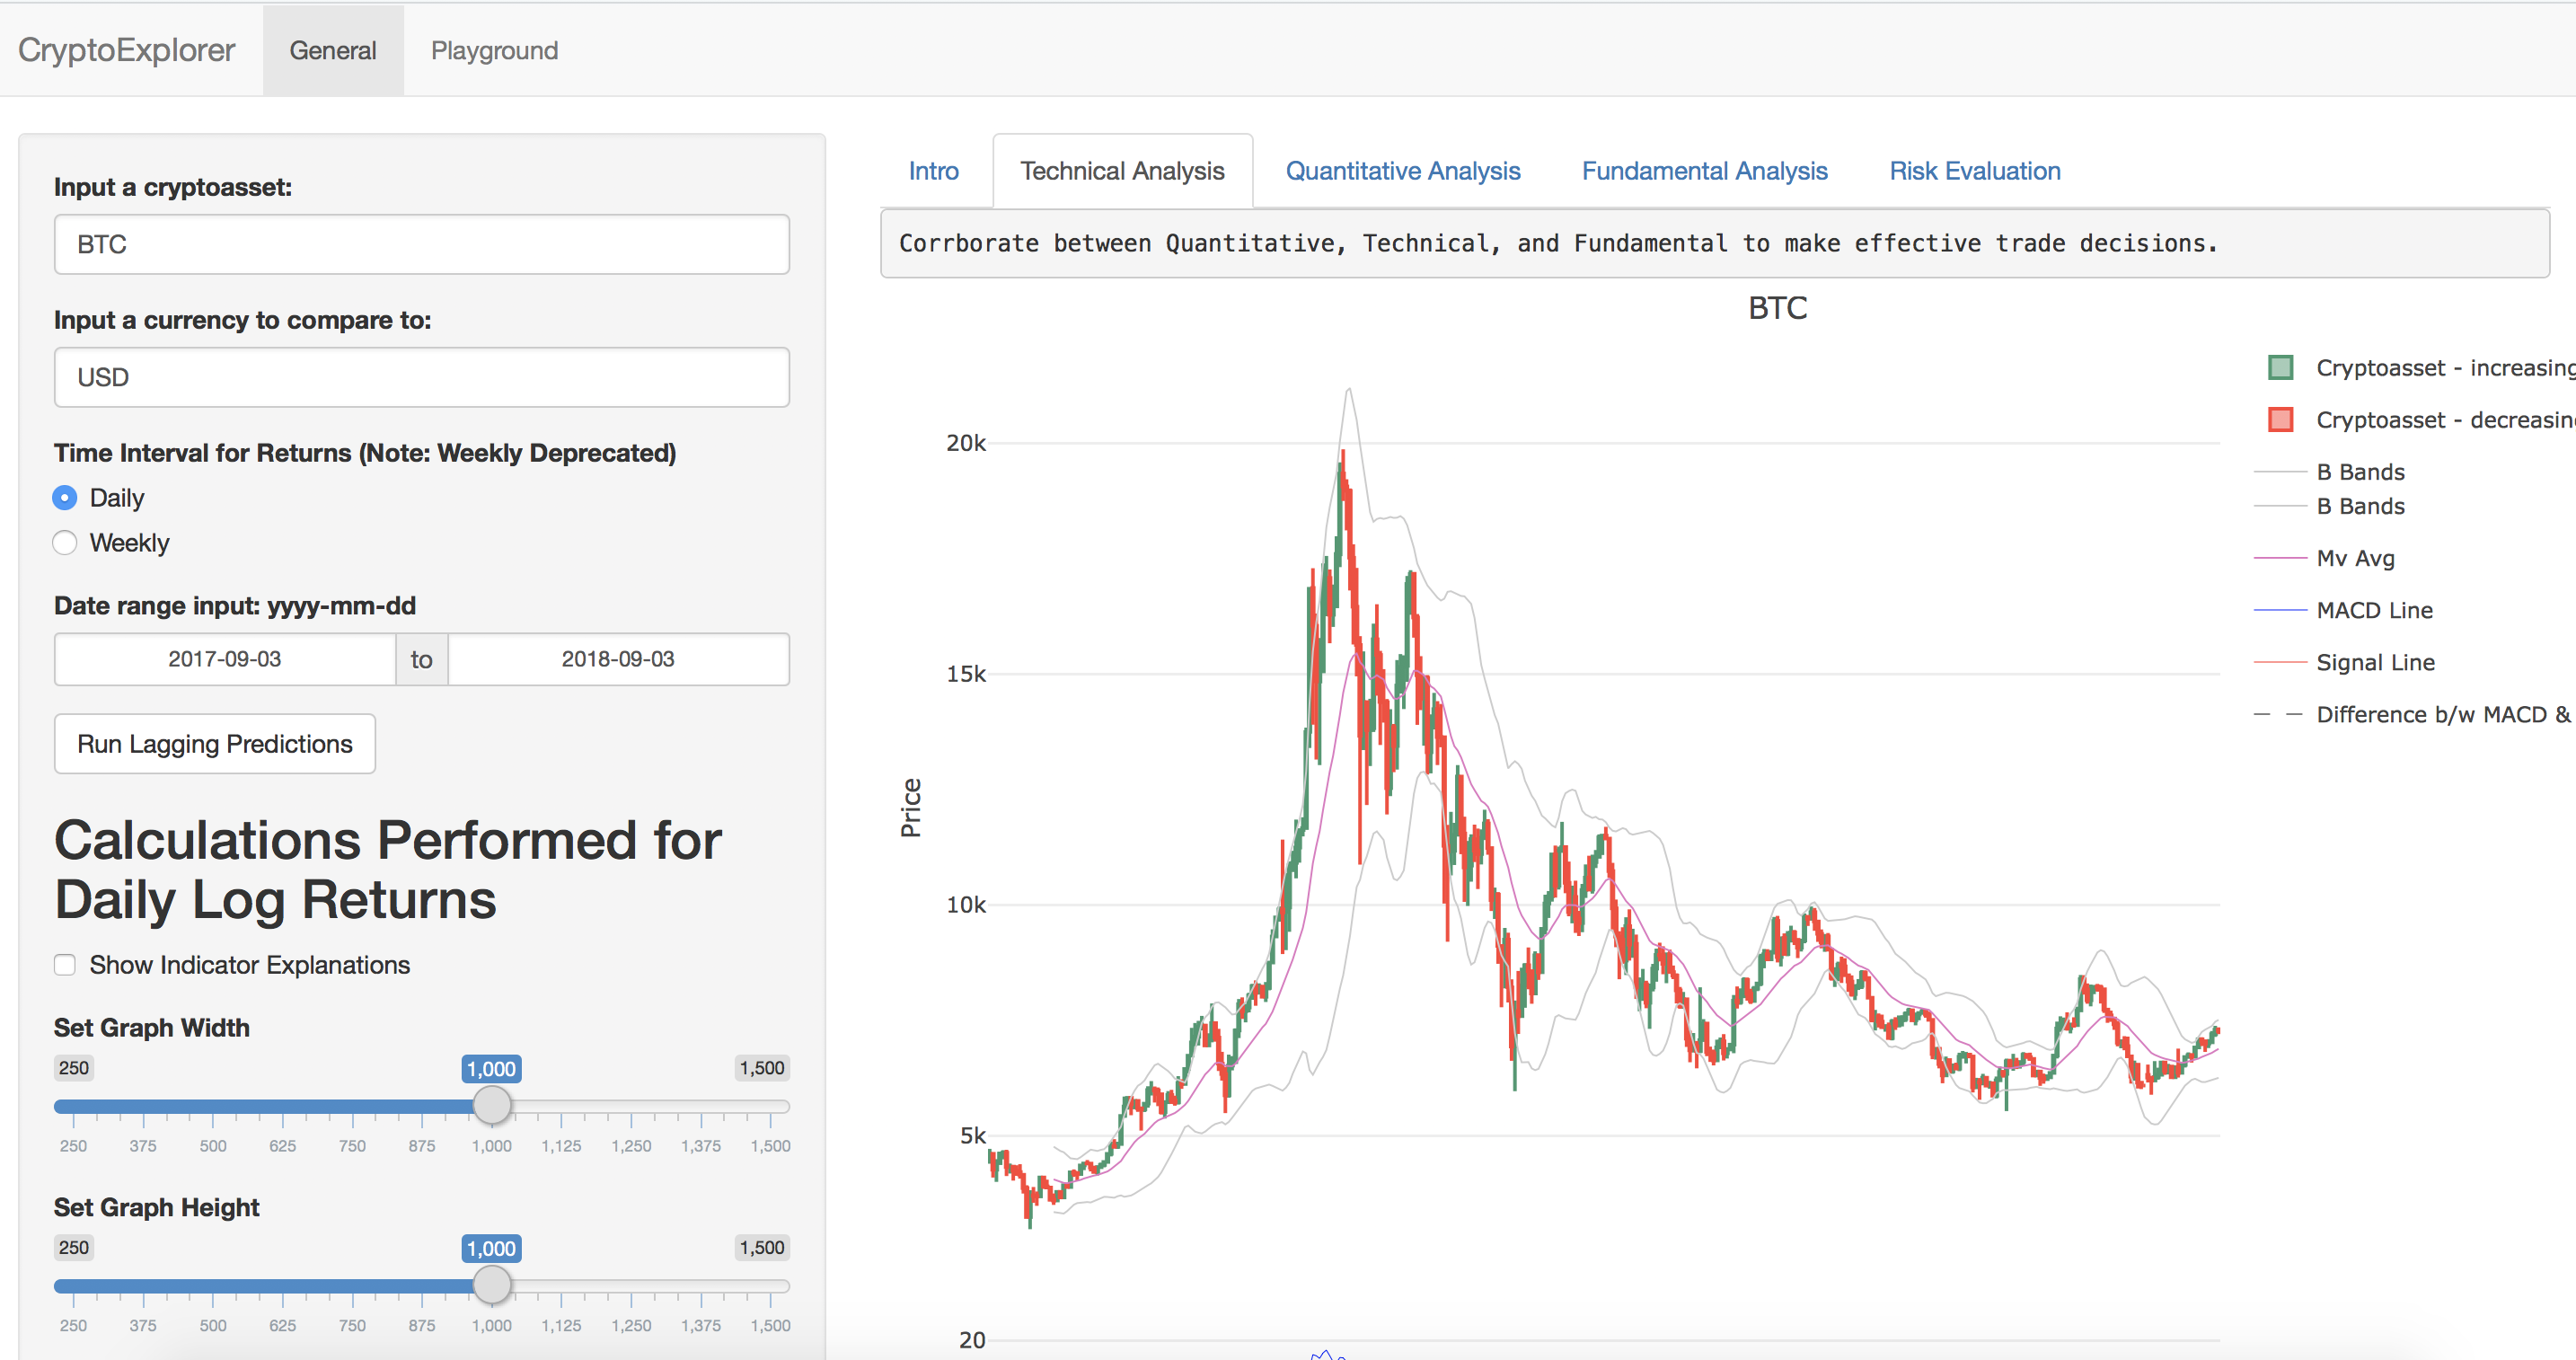 CryptoExplorer General Playground
Input a cryptoasset:
BTC
Input a currency to compare to:
USD
Time Interval for Returns (Note: Weekly Deprecated)
Daily
Weekly
Date range input: yyyy-mm-dd
2017-09-03 to 2018-09-03
Run Lagging Predictions
Calculations Performed for
Daily Log Returns
Show Indicator Explanations
Set Graph Width
250 1,000 1,500
250 375 500 625 750 875 1,000 1,125 1,250 1,375 1,500
Set Graph Height
250 1,000 1,500
250 375 500 625 750 875 1,000 1,125 1,250 1,375 1,500
Intro Technical Analysis Quantitative Analysis Fundamental Analysis Risk Evaluation
Corrborate between Quantitative, Technical, and Fundamental to make effective trade decisions.
BTC
Price
20k
15k
10k
5k
20
Cryptoasset - increasing
Cryptoasset - decreasin
B Bands
B Bands
Mv Avg
MACD Line
Signal Line
Difference b/w MACD &